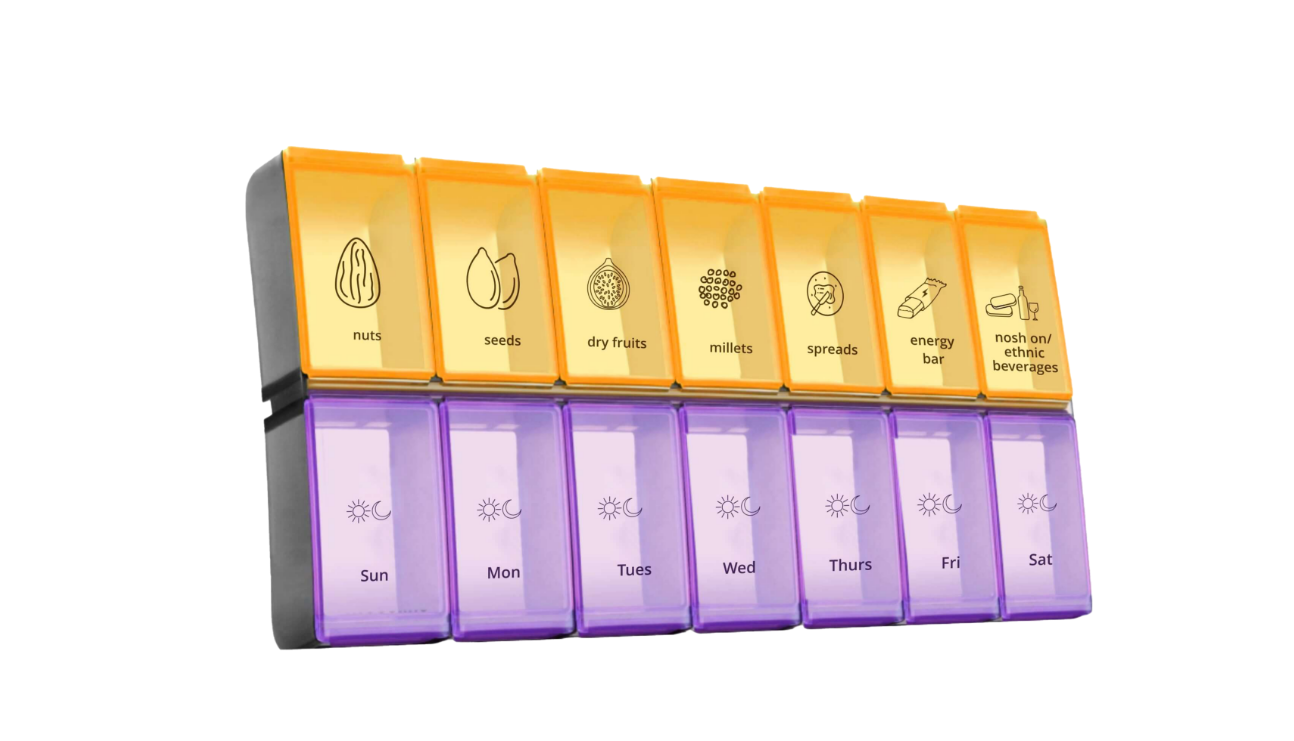 nuts
seeds
dry fruits
millets
spreads
energy
bar
nosh on/
ethnic
beverages
Sun
Mon
Tues
Wed
Thurs
Fri
Sat